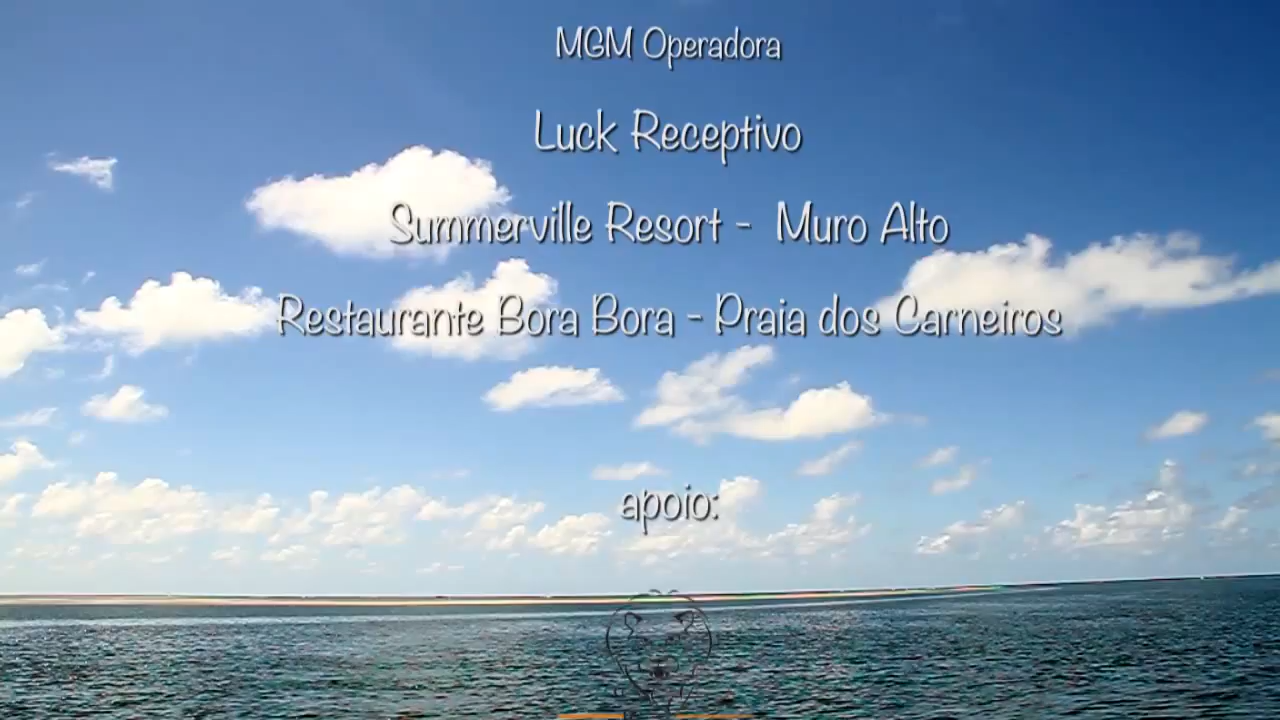 MGM Operadora
Luck Receptivo
Summerville Resort - Muro Alto
Restaurante Bora Bora - Praia dos Carneiros
apoio: